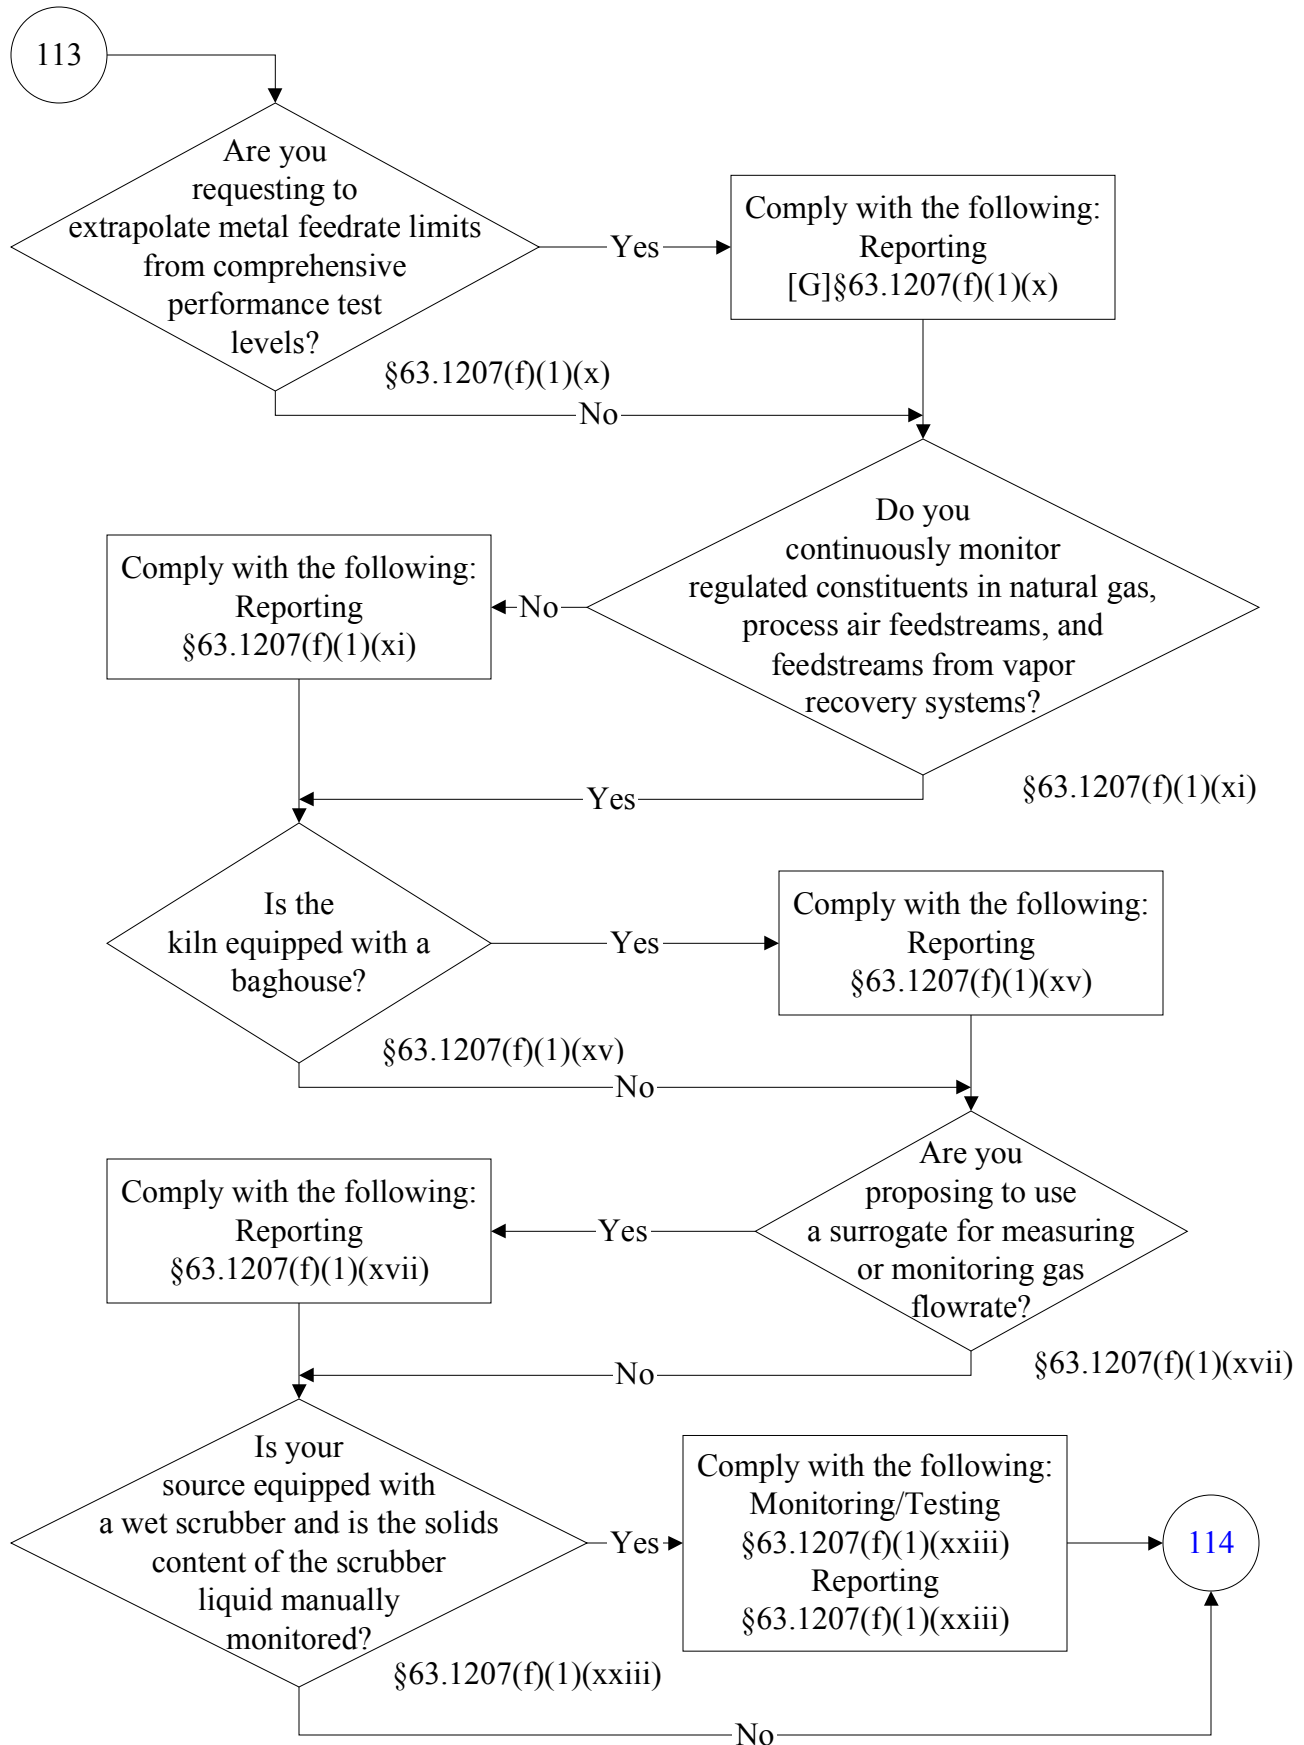 113
Are you
requesting to
extrapolate metal feedrate limits
from comprehensive
performance test
levels?
Yes
Comply with the following:
Reporting
[G]§63.1207(f)(1)(x)
§63.1207(f)(1)(x)
No
Do you
continuously monitor
regulated constituents in natural gas,
process air feedstreams, and
feedstreams from vapor
recovery systems?
No
Comply with the following:
Reporting
§63.1207(f)(1)(xi)
§63.1207(f)(1)(xi)
Yes
Is the
kiln equipped with a
baghouse?
Yes
Comply with the following:
Reporting
§63.1207(f)(1)(xv)
§63.1207(f)(1)(xv)
No
Are you
proposing to use
a surrogate for measuring
or monitoring gas
flowrate?
Yes
Comply with the following:
Reporting
§63.1207(f)(1)(xvii)
§63.1207(f)(1)(xvii)
No
Is your
source equipped with
a wet scrubber and is the solids
content of the scrubber
liquid manually
monitored?
Yes
Comply with the following:
Monitoring/Testing
§63.1207(f)(1)(xxiii)
Reporting
§63.1207(f)(1)(xxiii)
114
§63.1207(f)(1)(xxiii)
No